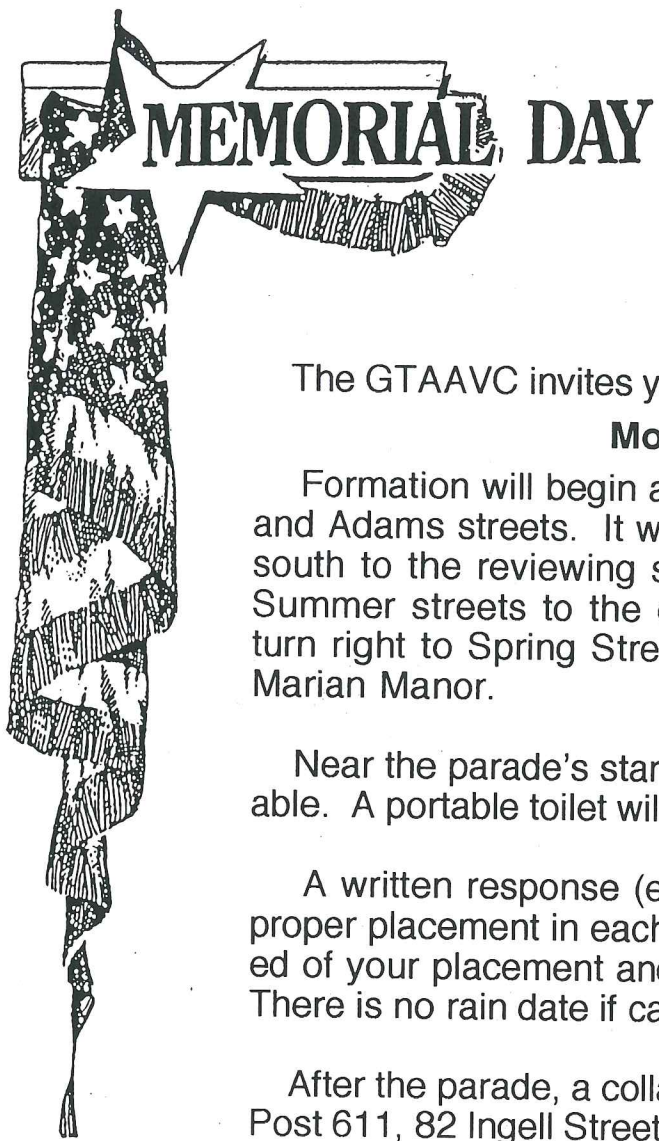 MEMORIAL DAY
The GTAAVC invites y
Mo
Formation will begin a
and Adams streets. It w
south to the reviewing s
Summer streets to the
turn right to Spring Stre
Marian Manor.
Near the parade's star
able. A portable toilet wil
A written response (e
proper placement in each
ed of your placement and
There is no rain date if ca
After the parade, a colla
Post 611, 82 Ingell Street